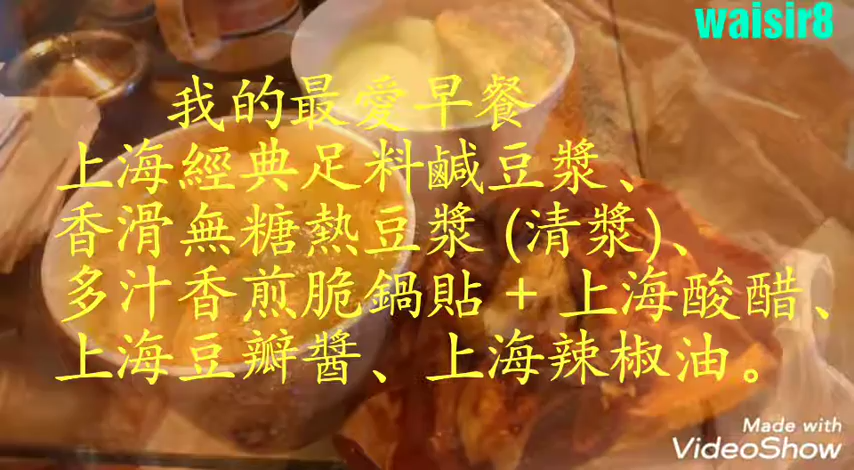 waisir8
我的最愛早餐
上海經典足料鹹豆漿、
香滑無糖熱豆漿 (清漿)、
多汁香煎脆鍋貼 + 上海酸醋、
上海豆瓣醬、上海辣椒油。
Made with
VideoShow